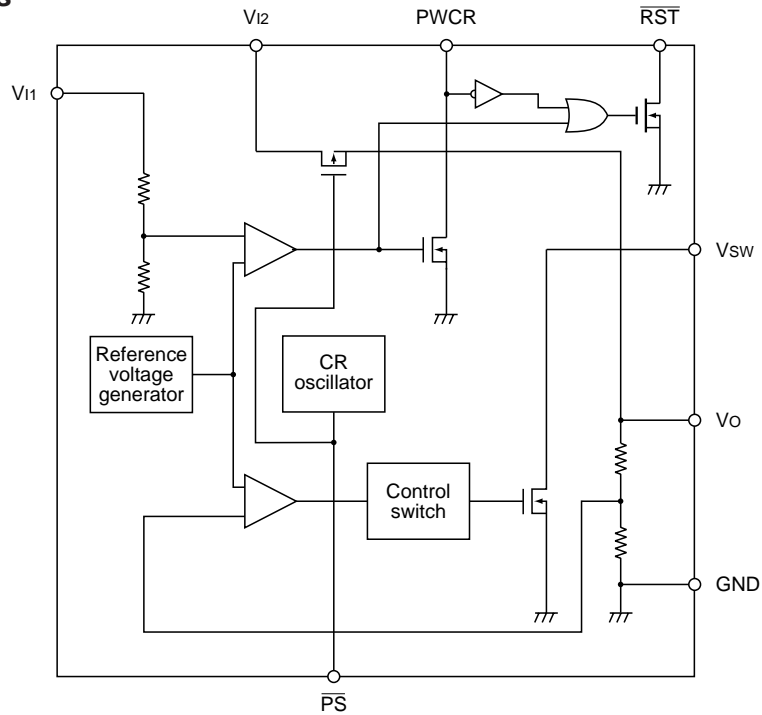 s
VI2 PWCR RST
VI1
VSW
Reference
voltage
generator
CR
oscillator
VO
Control
switch
GND
PS